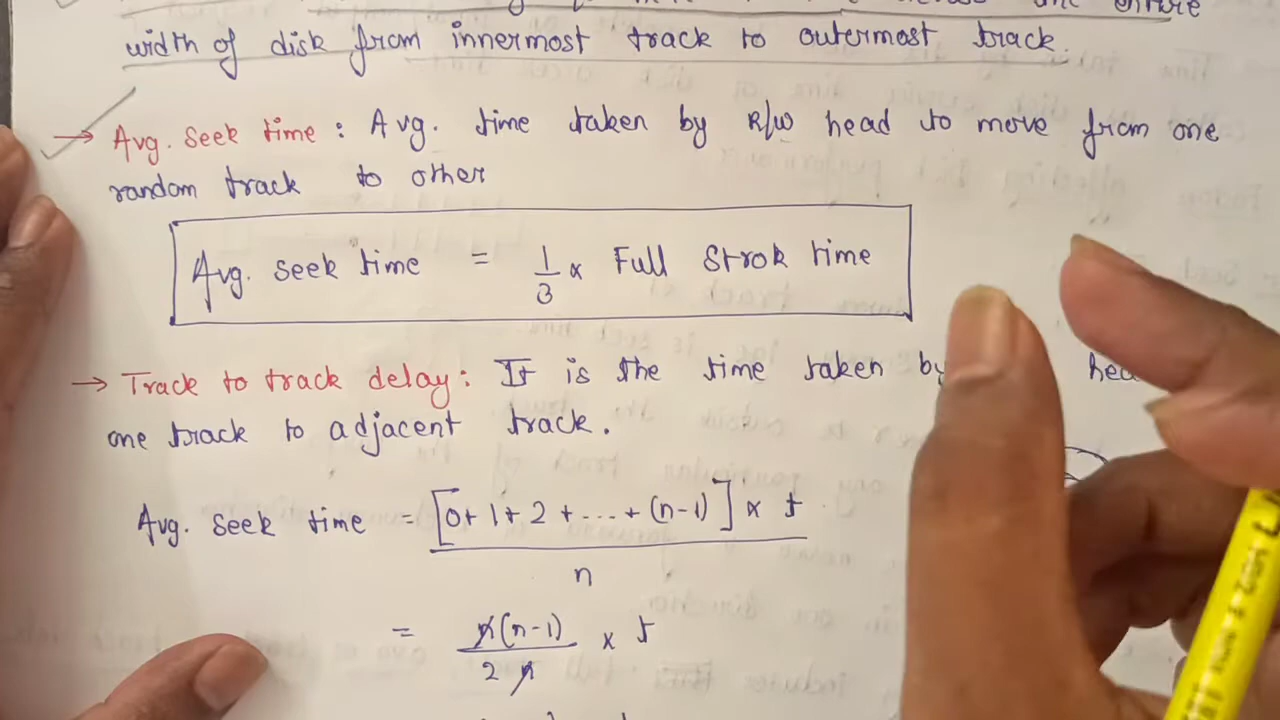 entire
width of disk from innermost track to outermost track.
→ Avg. seek time : Avg. time taken by R/W head to move from one
random track to other
Avg. seek time = 1/3 x Full Strok time
→ Track to track delay: It is the time taken by
one track to adjacent track.
Avg. seek time = [0+1+2+...+(n-1)] x t / n
= n(n-1)/2n x t